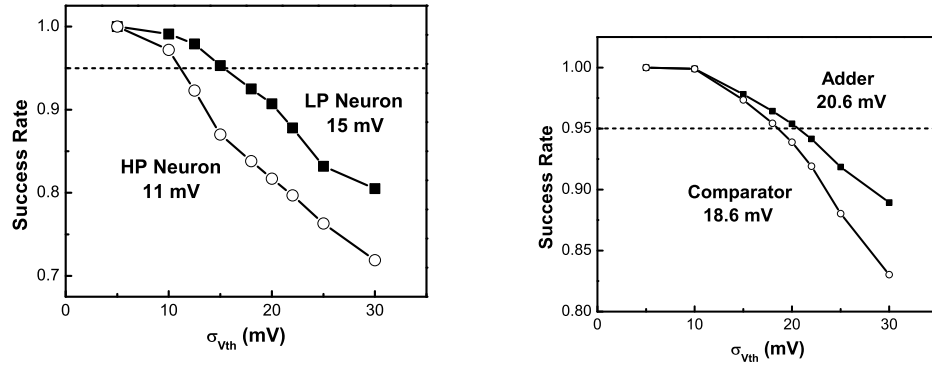 1.0
0.9
0.8
0.7
Success Rate
LP Neuron
15 mV
HP Neuron
11 mV
0 10 20 30
σVth (mV)
1.00
0.95
0.90
0.85
0.80
Success Rate
Adder
20.6 mV
Comparator
18.6 mV
0 10 20 30
σVth (mV)